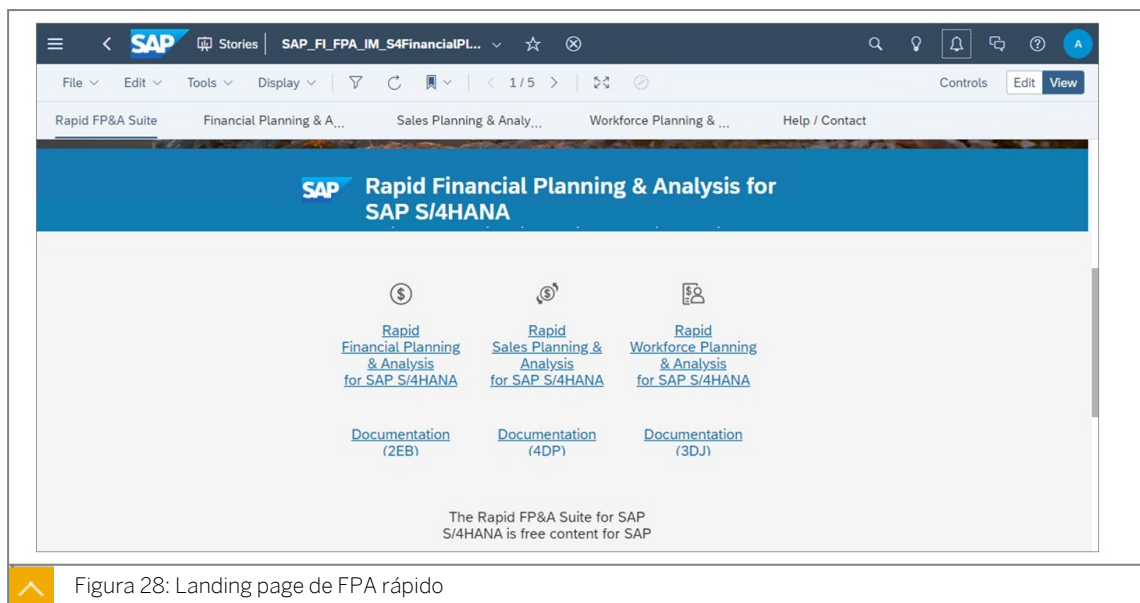 SAP Stories SAP_FI_FPA_IM_S4FinancialPl...
File Edit Tools Display 1/5 Controls Edit View
Rapid FP&A Suite Financial Planning & A... Sales Planning & Analy... Workforce Planning & ... Help / Contact
SAP Rapid Financial Planning & Analysis for
SAP S/4HANA
Rapid
Financial Planning
& Analysis
for SAP S/4HANA
Rapid
Sales Planning &
Analysis
for SAP S/4HANA
Rapid
Workforce Planning
& Analysis
for SAP S/4HANA
Documentation
(2EB)
Documentation
(4DP)
Documentation
(3DJ)
The Rapid FP&A Suite for SAP
S/4HANA is free content for SAP
Figura 28: Landing page de FPA rápido